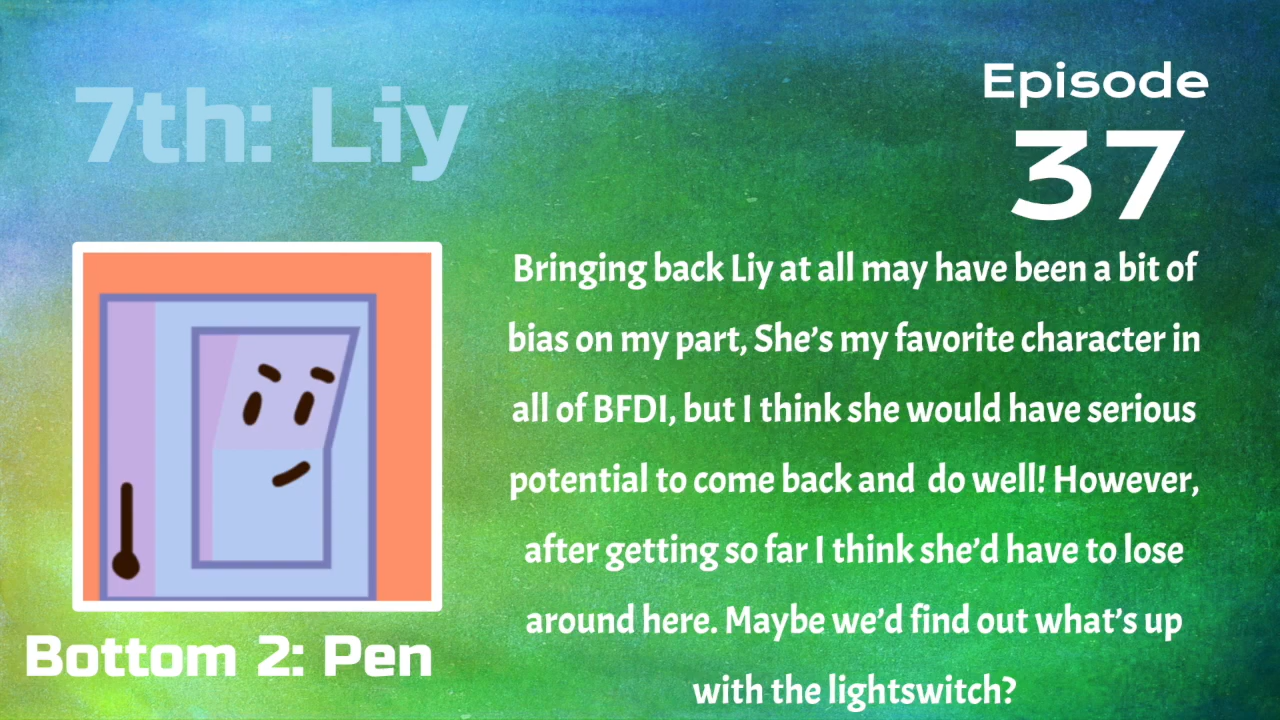 7th: Liy
Episode
37
Bringing back Liy at all may have been a bit of
bias on my part, She's my favorite character in
all of BFDI, but I think she would have serious
potential to come back and  do well! However,
after getting so far I think she'd have to lose
around here. Maybe we'd find out what's up
with the lightswitch?
Bottom 2: Pen